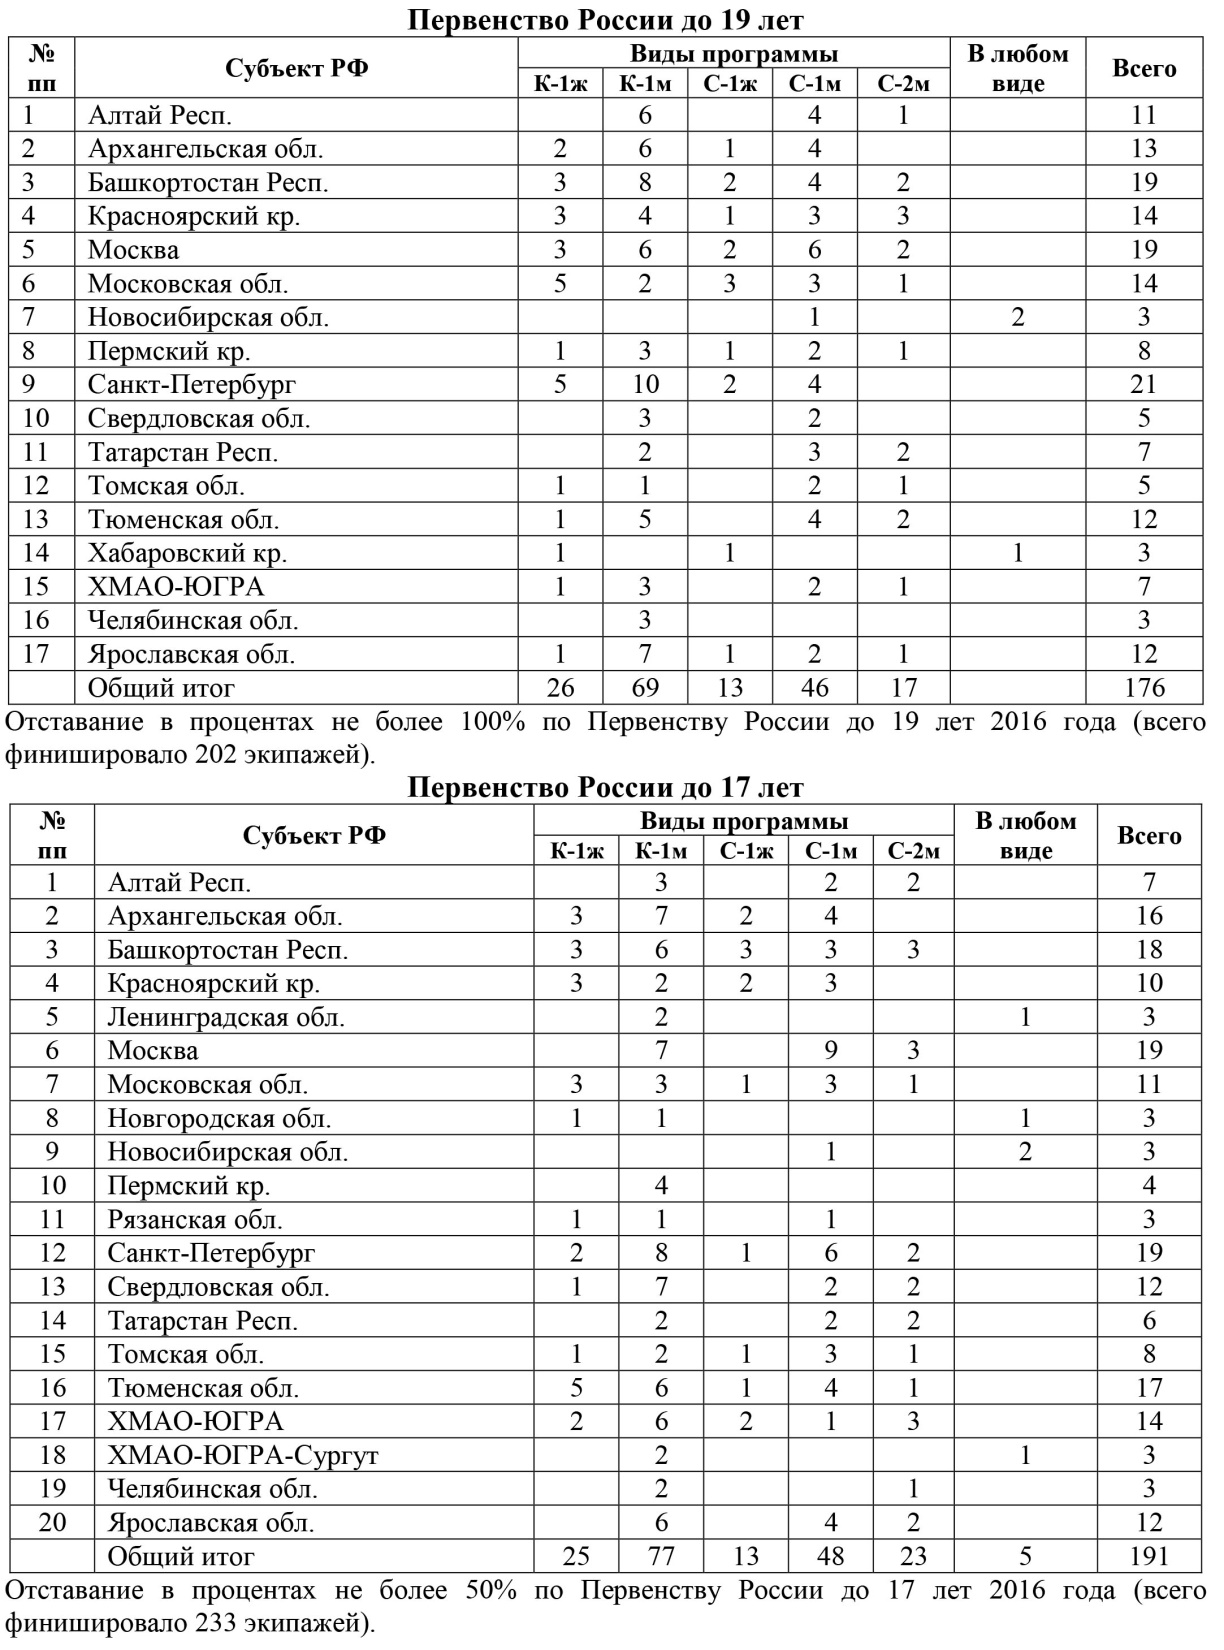 Первенство России до 19 лет
№ пп Субъект РФ Виды программы В любом виде Всего
К-1ж К-1м С-1ж С-1м С-2м
1 Алтай Респ. 6 4 1 11
2 Архангельская обл. 2 6 1 4 13
3 Башкортостан Респ. 3 8 2 4 2 19
4 Красноярский кр. 3 4 1 3 3 14
5 Москва 3 6 2 6 2 19
6 Московская обл. 5 2 3 3 1 14
7 Новосибирская обл. 1 2 3
8 Пермский кр. 1 3 1 2 1 8
9 Санкт-Петербург 5 10 2 4 21
10 Свердловская обл. 3 2 5
11 Татарстан Респ. 2 3 2 7
12 Томская обл. 1 1 2 1 5
13 Тюменская обл. 1 5 4 2 12
14 Хабаровский кр. 1 1 1 3
15 ХМАО-ЮГРА 1 3 2 1 7
16 Челябинская обл. 3 3
17 Ярославская обл. 1 7 1 2 1 12
Общий итог 26 69 13 46 17 176
Отставание в процентах не более 100% по Первенству России до 19 лет 2016 года (всего
финишировало 202 экипажей).
Первенство России до 17 лет
№ пп Субъект РФ Виды программы В любом виде Всего
К-1ж К-1м С-1ж С-1м С-2м
1 Алтай Респ. 3 2 2 7
2 Архангельская обл. 3 7 2 4 16
3 Башкортостан Респ. 3 6 3 3 3 18
4 Красноярский кр. 3 2 2 3 10
5 Ленинградская обл. 2 1 3
6 Москва 7 9 3 19
7 Московская обл. 3 3 1 3 1 11
8 Новгородская обл. 1 1 1 3
9 Новосибирская обл. 1 2 3
10 Пермский кр. 4 4
11 Рязанская обл. 1 1 1 3
12 Санкт-Петербург 2 8 1 6 2 19
13 Свердловская обл. 1 7 2 2 12
14 Татарстан Респ. 2 2 2 6
15 Томская обл. 1 2 1 3 1 8
16 Тюменская обл. 5 6 1 4 1 17
17 ХМАО-ЮГРА 2 6 2 1 3 14
18 ХМАО-ЮГРА-Сургут 2 1 3
19 Челябинская обл. 2 1 3
20 Ярославская обл. 6 4 2 12
Общий итог 25 77 13 48 23 5 191
Отставание в процентах не более 50% по Первенству России до 17 лет 2016 года (всего
финишировало 233 экипажей).